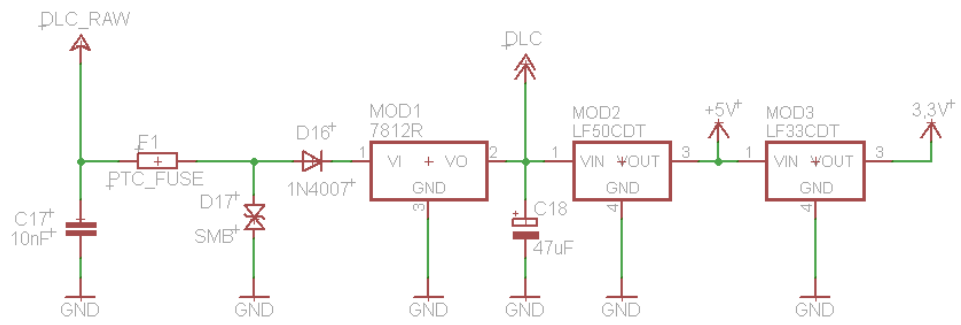 DLC_RAW
DLC
MOD1
7812R
MOD2
LF50CDT
+5V
MOD3
LF33CDT
3,3V
F1
PTC_FUSE
D16
1N4007
1
VI
VO
2
GND
3
1
VIN
VOUT
3
GND
4
1
VIN
VOUT
3
GND
4
D17
SMB
C17
10nF
+
C18
47uF
GND
GND
GND
GND
GND
GND